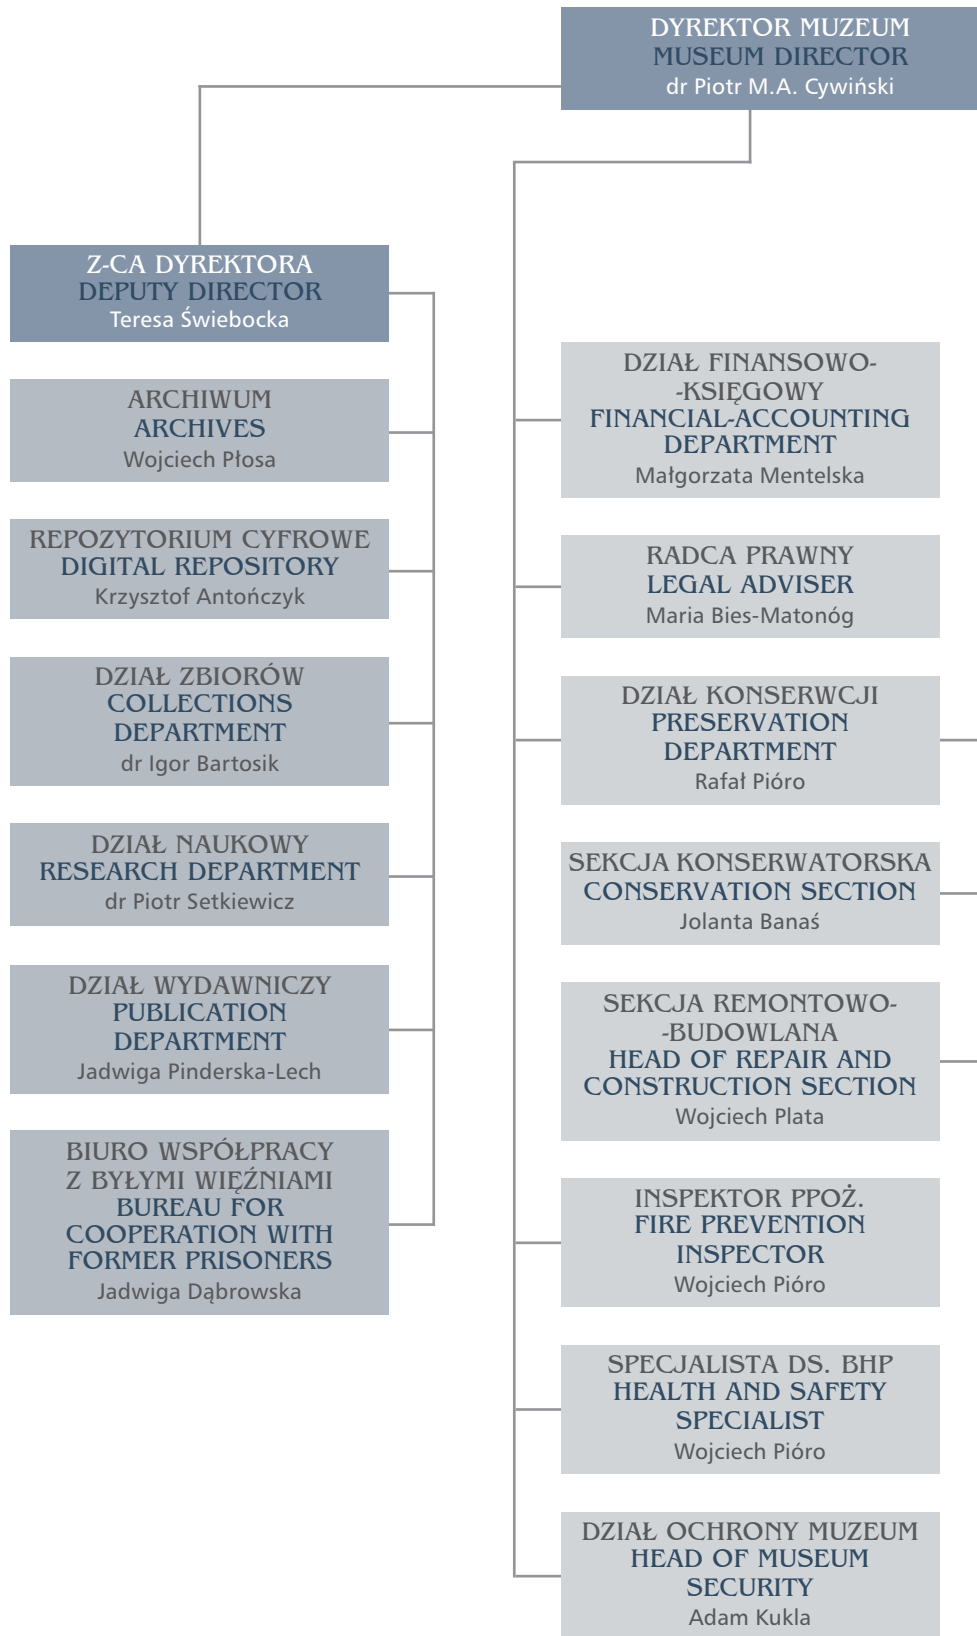 DYREKTOR MUZEUM
MUSEUM DIRECTOR
dr Piotr M.A. Cywiński
Z-CA DYREKTORA
DEPUTY DIRECTOR
Teresa Świebocka
ARCHIWUM
ARCHIVES
Wojciech Płosa
REPOZYTORIUM CYFROWE
DIGITAL REPOSITORY
Krzysztof Antończyk
DZIAŁ ZBIORÓW
COLLECTIONS
DEPARTMENT
dr Igor Bartosik
DZIAŁ NAUKOWY
RESEARCH DEPARTMENT
dr Piotr Setkiewicz
DZIAŁ WYDAWNICZY
PUBLICATION
DEPARTMENT
Jadwiga Pinderska-Lech
BIURO WSPÓŁPRACY
Z BYŁYMI WIĘŹNIAMI
BUREAU FOR
COOPERATION WITH
FORMER PRISONERS
Jadwiga Dąbrowska
DZIAŁ FINANSOWO-
-KSIĘGOWY
FINANCIAL-ACCOUNTING
DEPARTMENT
Małgorzata Mentelska
RADCA PRAWNY
LEGAL ADVISER
Maria Bies-Matonóg
DZIAŁ KONSERWCJI
PRESERVATION
DEPARTMENT
Rafał Pióro
SEKCJA KONSERWATORSKA
CONSERVATION SECTION
Jolanta Banaś
SEKCJA REMONTOWO-
-BUDOWLANA
HEAD OF REPAIR AND
CONSTRUCTION SECTION
Wojciech Plata
INSPEKTOR PPOŻ.
FIRE PREVENTION
INSPECTOR
Wojciech Pióro
SPECJALISTA DS. BHP
HEALTH AND SAFETY
SPECIALIST
Wojciech Pióro
DZIAŁ OCHRONY MUZEUM
HEAD OF MUSEUM
SECURITY
Adam Kukla